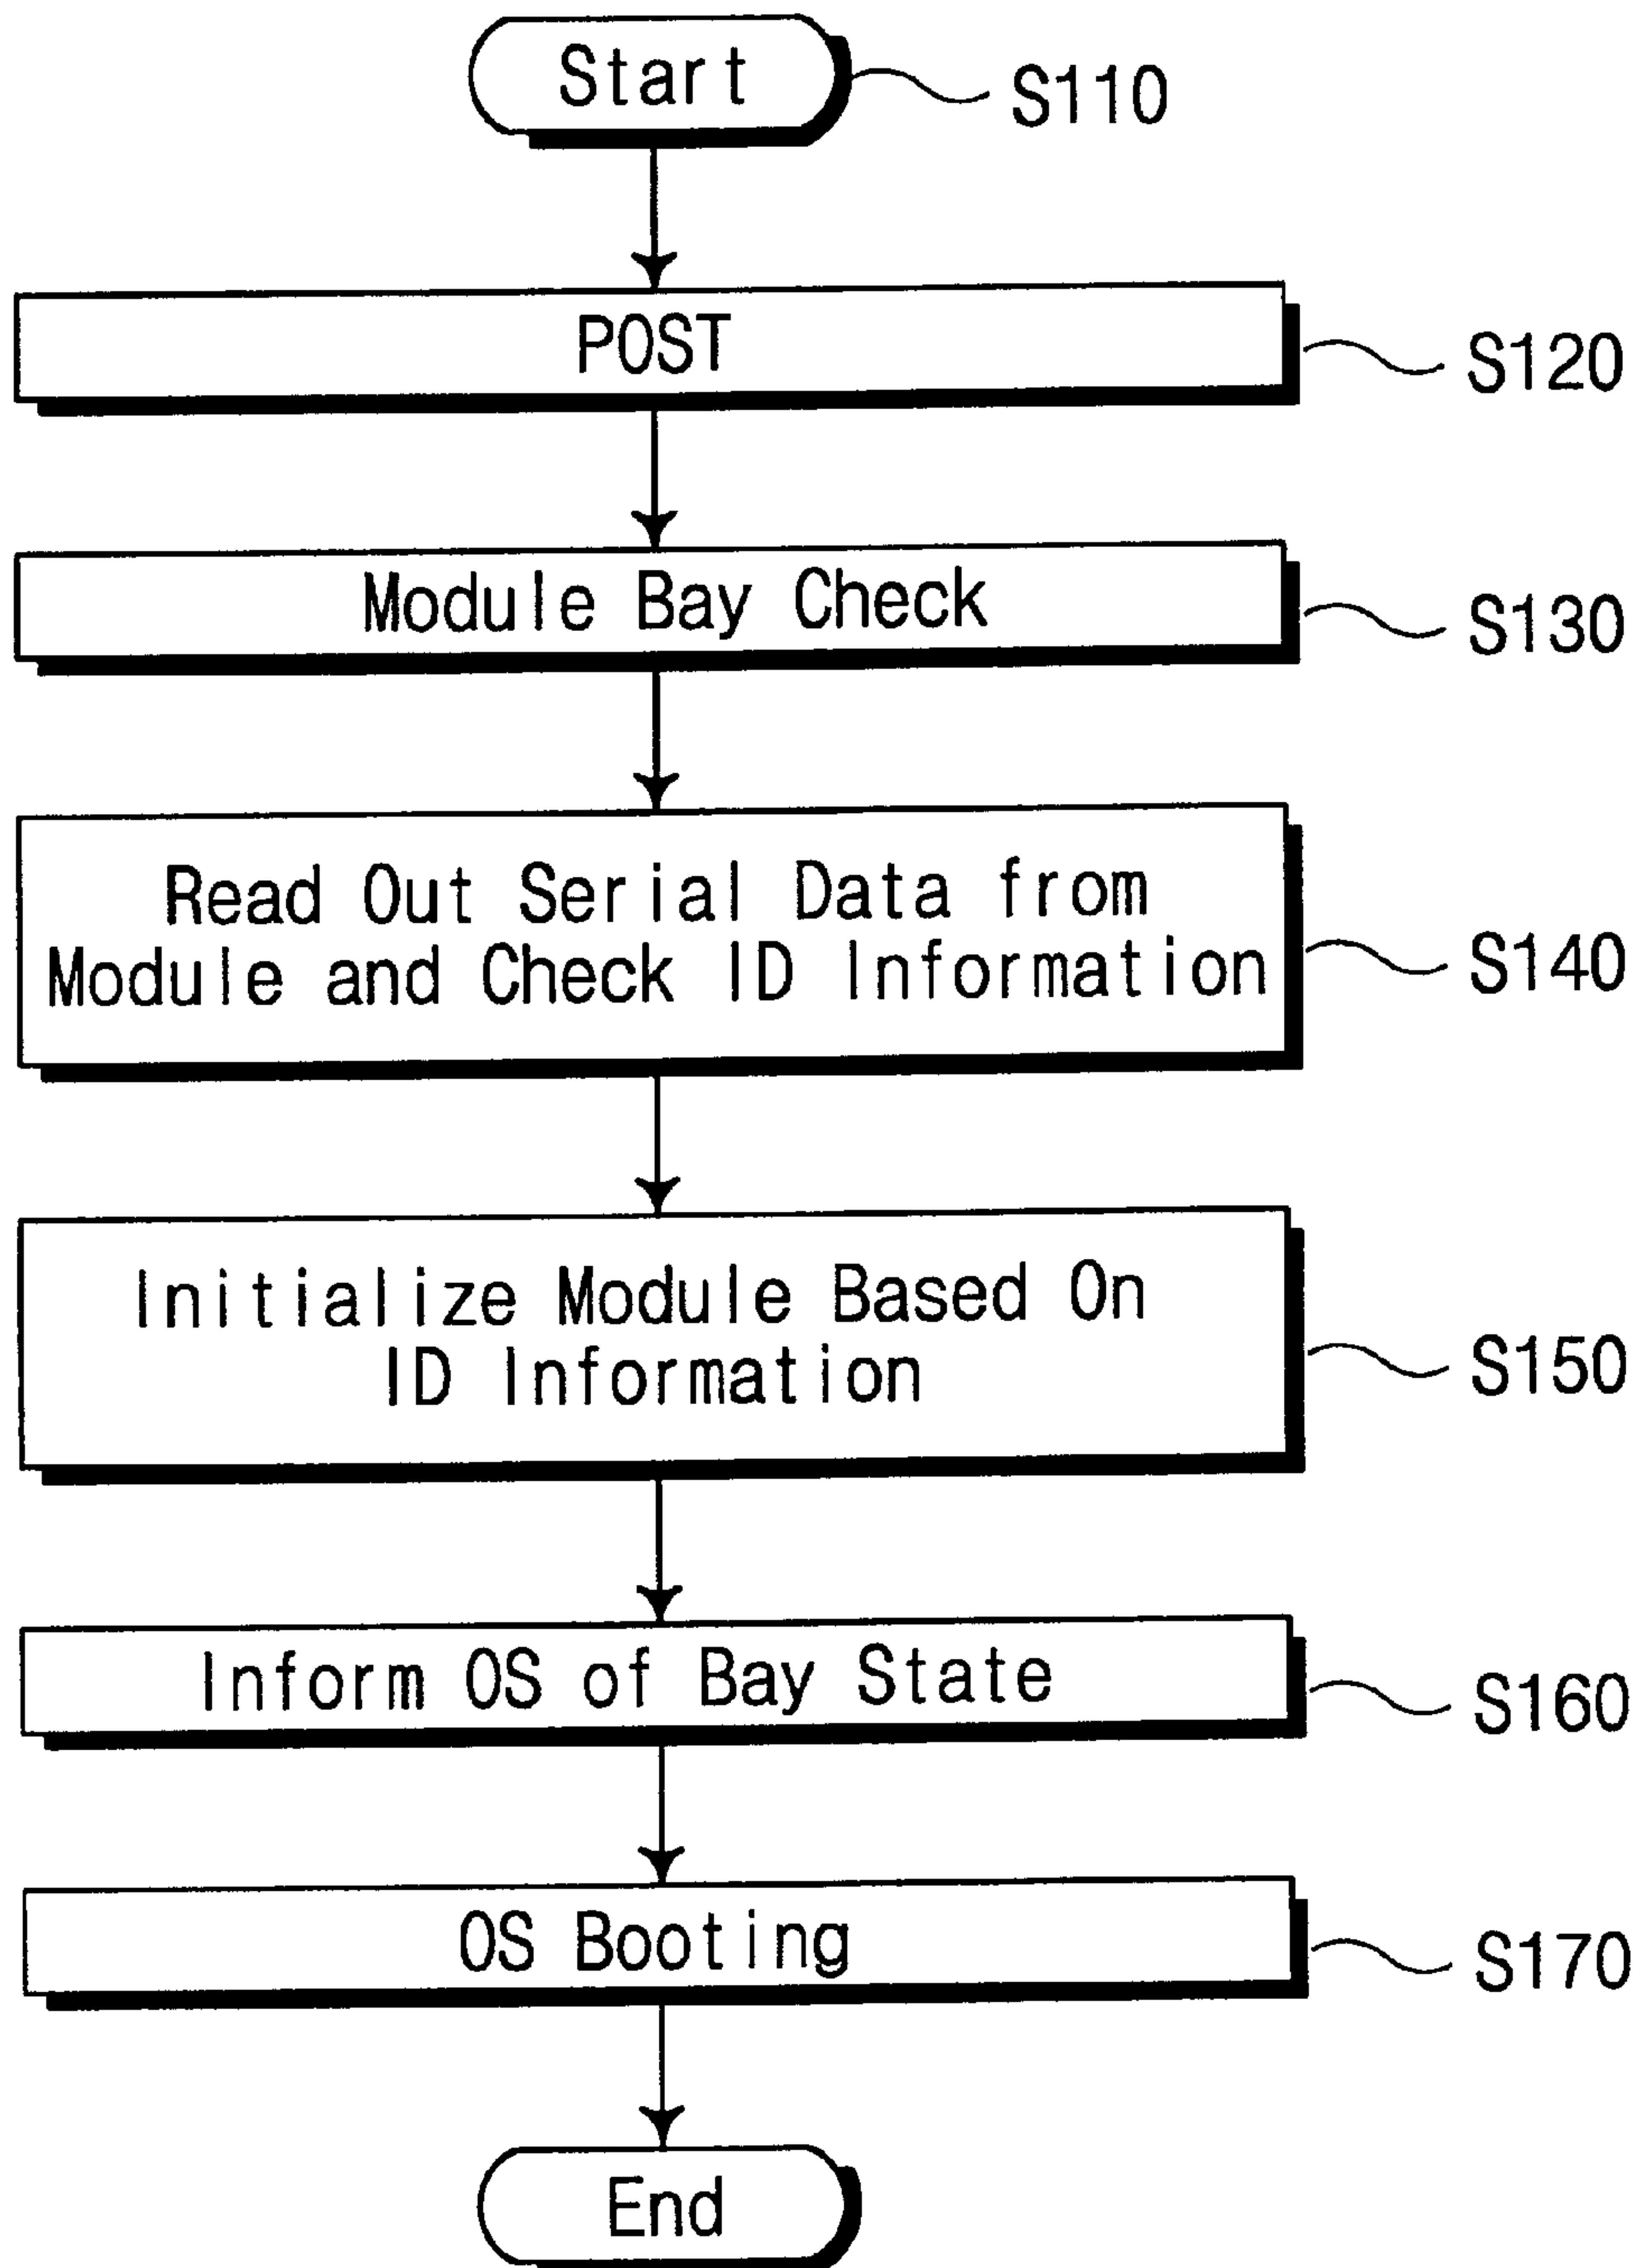 Start
S110
POST
S120
Module Bay Check
S130
Read Out Serial Data from
Module and Check ID Information
S140
Initialize Module Based On
ID Information
S150
Inform OS of Bay State
S160
OS Booting
S170
End